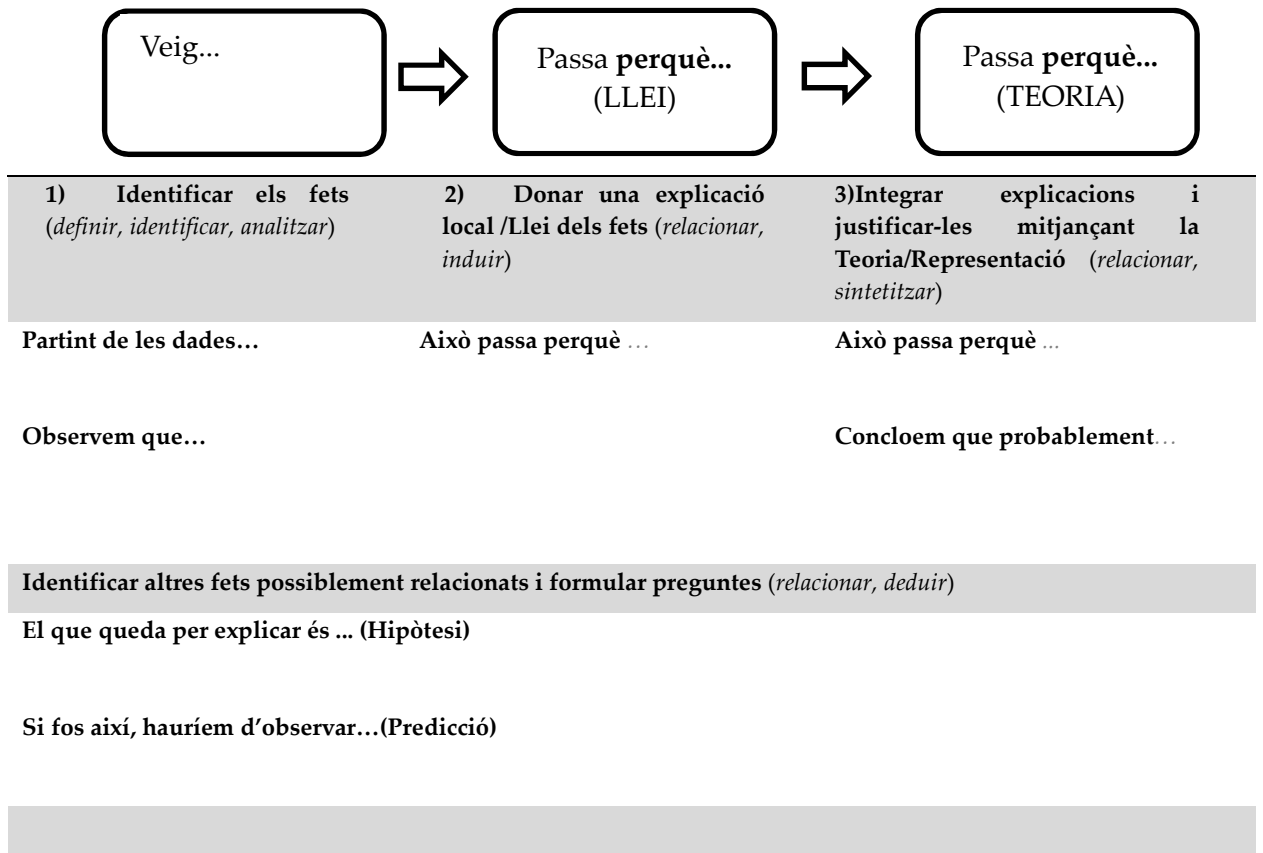 Veig...
Passa perquè...
(LLEI)
Passa perquè...
(TEORIA)
1) Identificar els fets
(definir, identificar, analitzar)
2) Donar una explicació
local /Llei dels fets (relacionar,
induir)
3)Integrar explicacions i
justificar-les mitjançant la
Teoria/Representació (relacionar,
sintetitzar)
Partint de les dades…
Això passa perquè …
Això passa perquè ...
Observem que…
Concloem que probablement…
Identificar altres fets possiblement relacionats i formular preguntes (relacionar, deduir)
El que queda per explicar és ... (Hipòtesi)
Si fos així, hauríem d’observar…(Predicció)